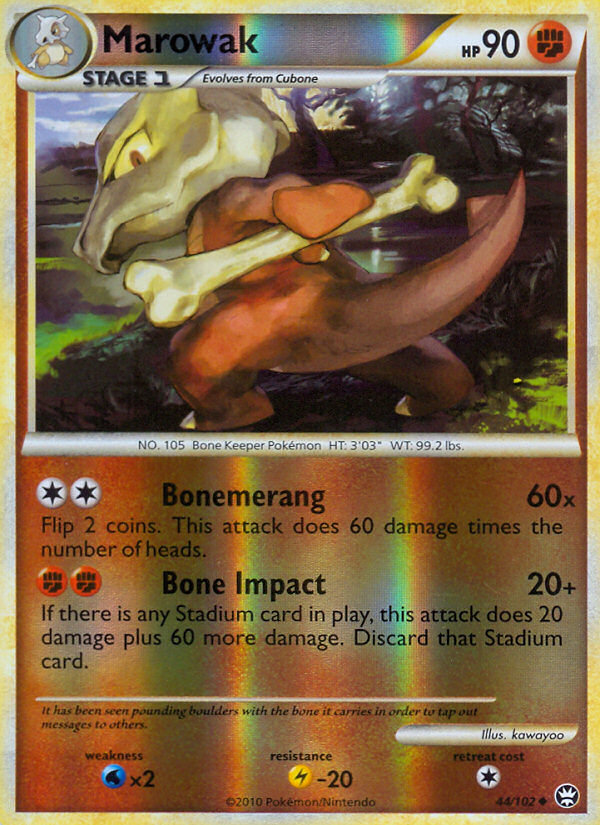 Marowak
HP 90
STAGE 1
Evolves from Cubone
NO. 105 Bone Keeper Pokémon HT: 3'03" WT: 99.2 lbs.
Bonemerang 60x
Flip 2 coins. This attack does 60 damage times the
number of heads.
Bone Impact 20+
If there is any Stadium card in play, this attack does 20
damage plus 60 more damage. Discard that Stadium
card.
It has been seen pounding boulders with the bone it carries in order to tap out
messages to others.
Illus. kawayoo
weakness resistance retreat cost
x2 -20
©2010 Pokémon/Nintendo 44/102